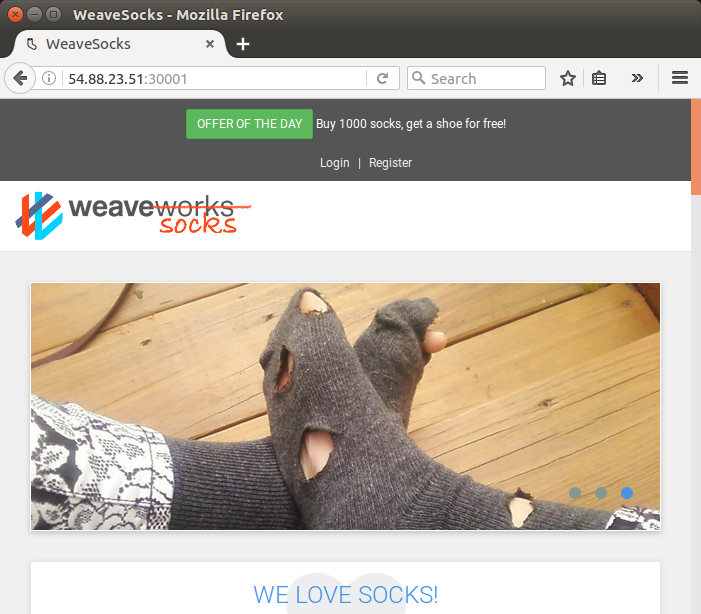 WeaveSocks - Mozilla Firefox
WeaveSocks
54.88.23.51:30001
Search
OFFER OF THE DAY Buy 1000 socks, get a shoe for free!
Login | Register
weaveworks
socks
WE LOVE SOCKS!